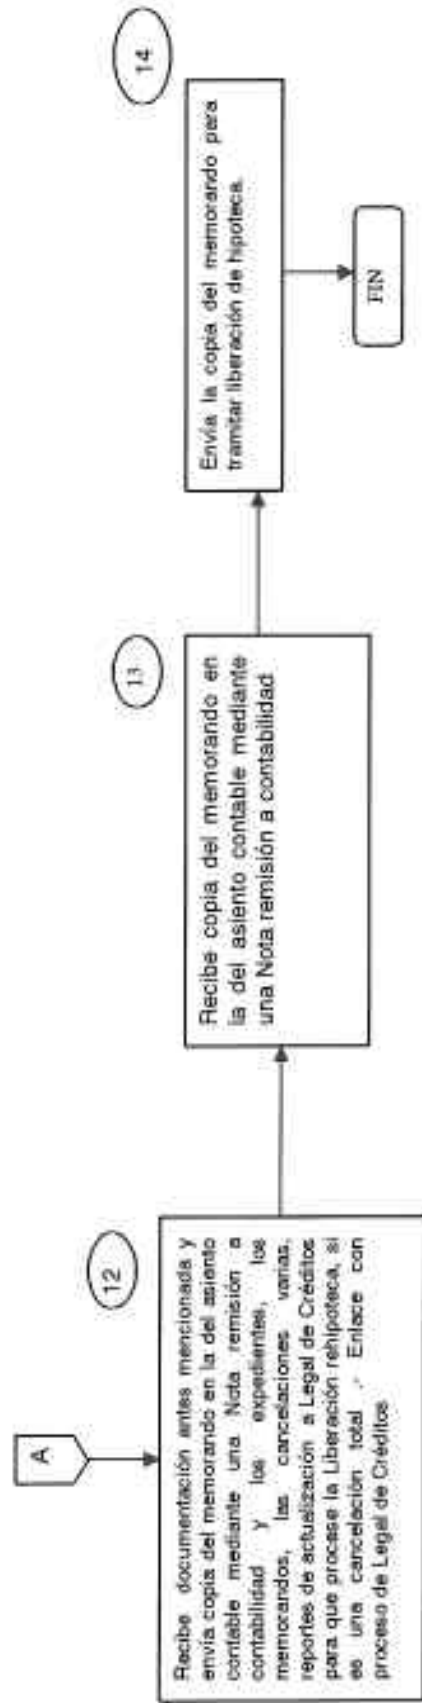 A
12
Recibe documentación antes mencionada y
envía copia del memorando en la del asiento
contable mediante una Nota remisión a
contabilidad y los expedientes, los
memorandos, las cancelaciones varias,
reportes de actualización a Legal de Créditos
para que procese la Liberación rehipoteca, si
es una cancelación total .- Enlace con
proceso de Legal de Créditos
13
Recibe copia del memorando en
la del asiento contable mediante
una Nota remisión a contabilidad
14
Envía la copia del memorando para
tramitar liberación de hipoteca.
FIN